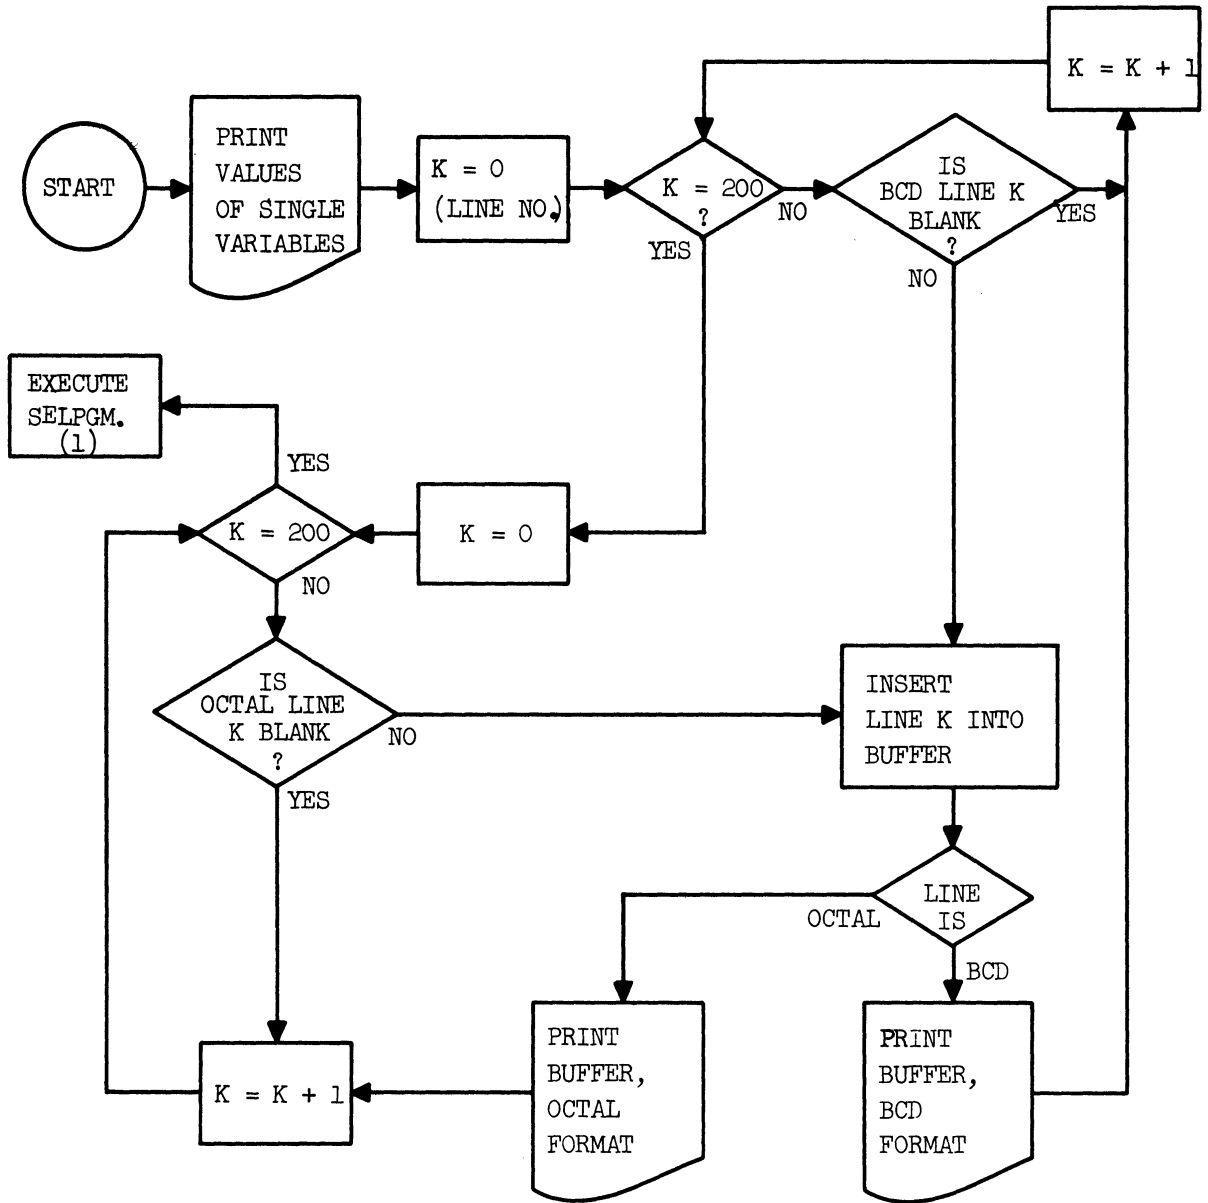 START
PRINT
VALUES
OF SINGLE
VARIABLES
K = 0
(LINE NO.)
K = 200
?
NO
YES
IS
BCD LINE K
BLANK
?
YES
NO
K = K + 1
EXECUTE
SELPGM.
(1)
YES
K = 200
NO
K = 0
IS
OCTAL LINE
K BLANK
?
NO
YES
INSERT
LINE K INTO
BUFFER
LINE
IS
OCTAL
BCD
K = K + 1
PRINT
BUFFER,
OCTAL
FORMAT
PRINT
BUFFER,
BCD
FORMAT